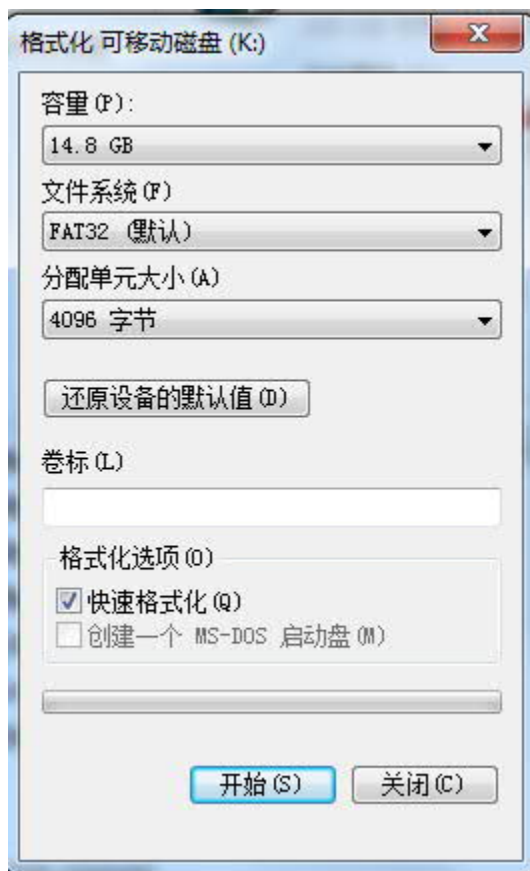 格式化 可移动磁盘 (K:)
容量(P):
14.8 GB
文件系统(F)
FAT32 (默认)
分配单元大小(A)
4096 字节
还原设备的默认值(D)
卷标(L)
格式化选项(O)
快速格式化(Q)
创建一个 MS-DOS 启动盘(M)
开始(S) 关闭(C)